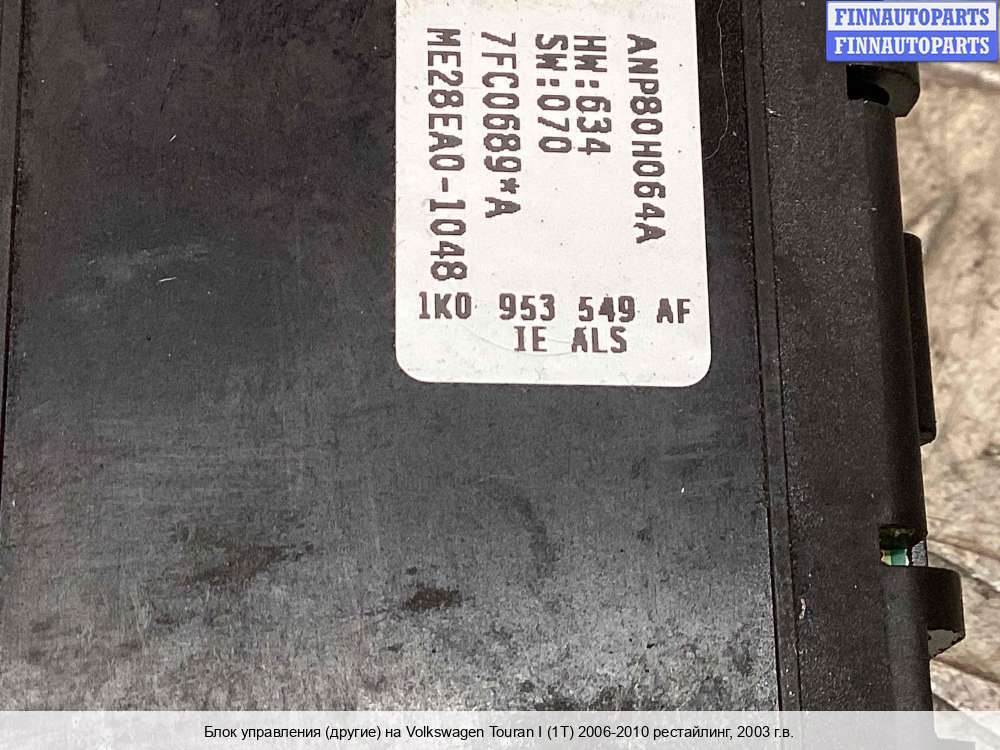 FINNAUTOPARTS
FINNAUTOPARTS
ANP80H064A
HW:634
SW:070
7FC0689*A
ME28EA0-1048
1K0 953 549 AF
IE ALS
Блок управления (другие) на Volkswagen Touran I (1T) 2006-2010 рестайлинг, 2003 г.в.